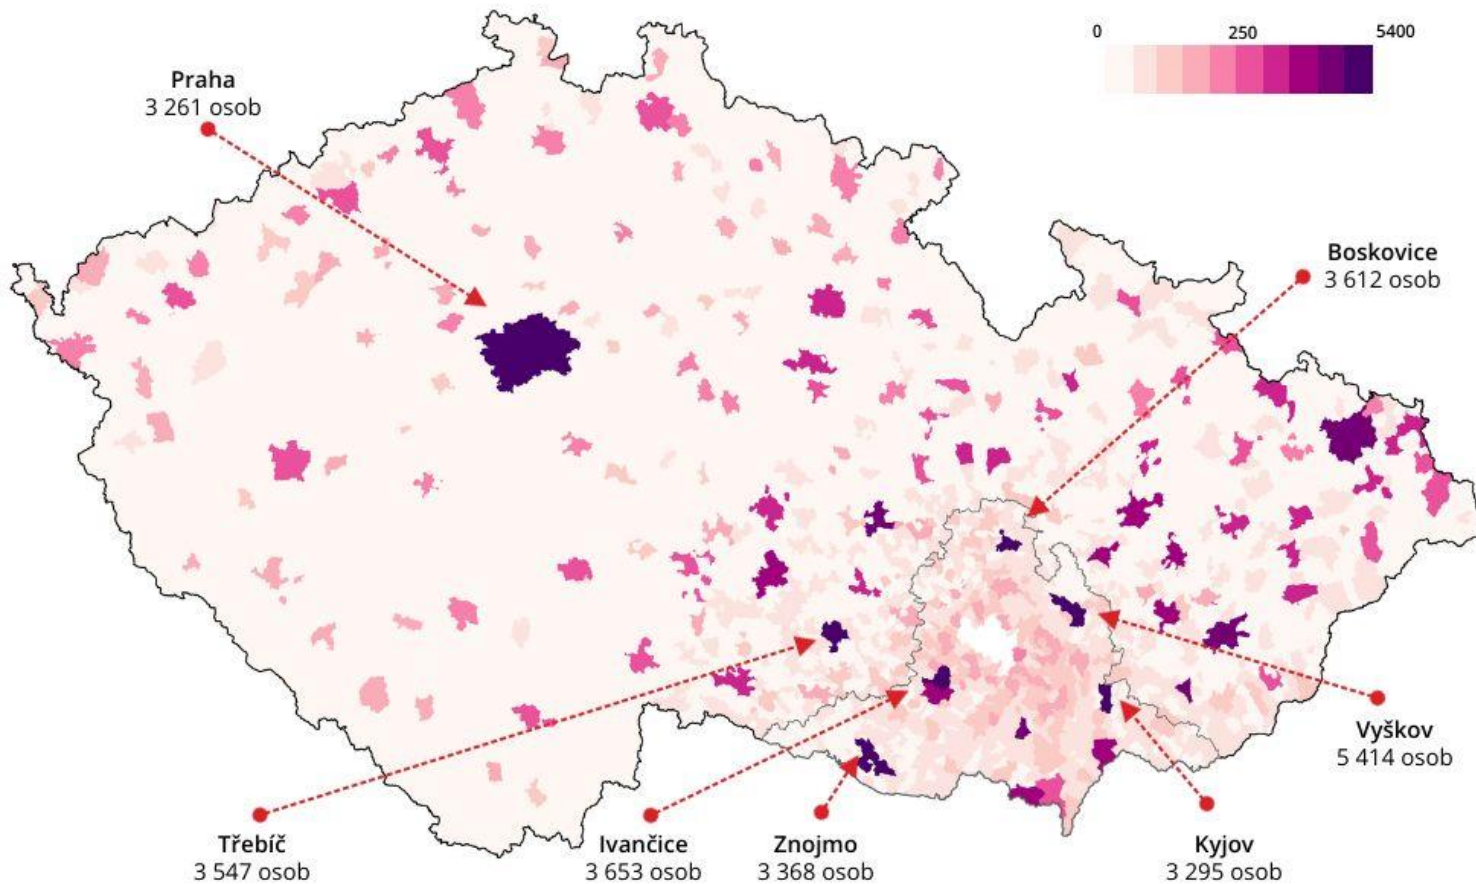 0 250 5400
Praha
3 261 osob
Boskovice
3 612 osob
Vyškov
5 414 osob
Třebíč
3 547 osob
Ivančice
3 653 osob
Znojmo
3 368 osob
Kyjov
3 295 osob